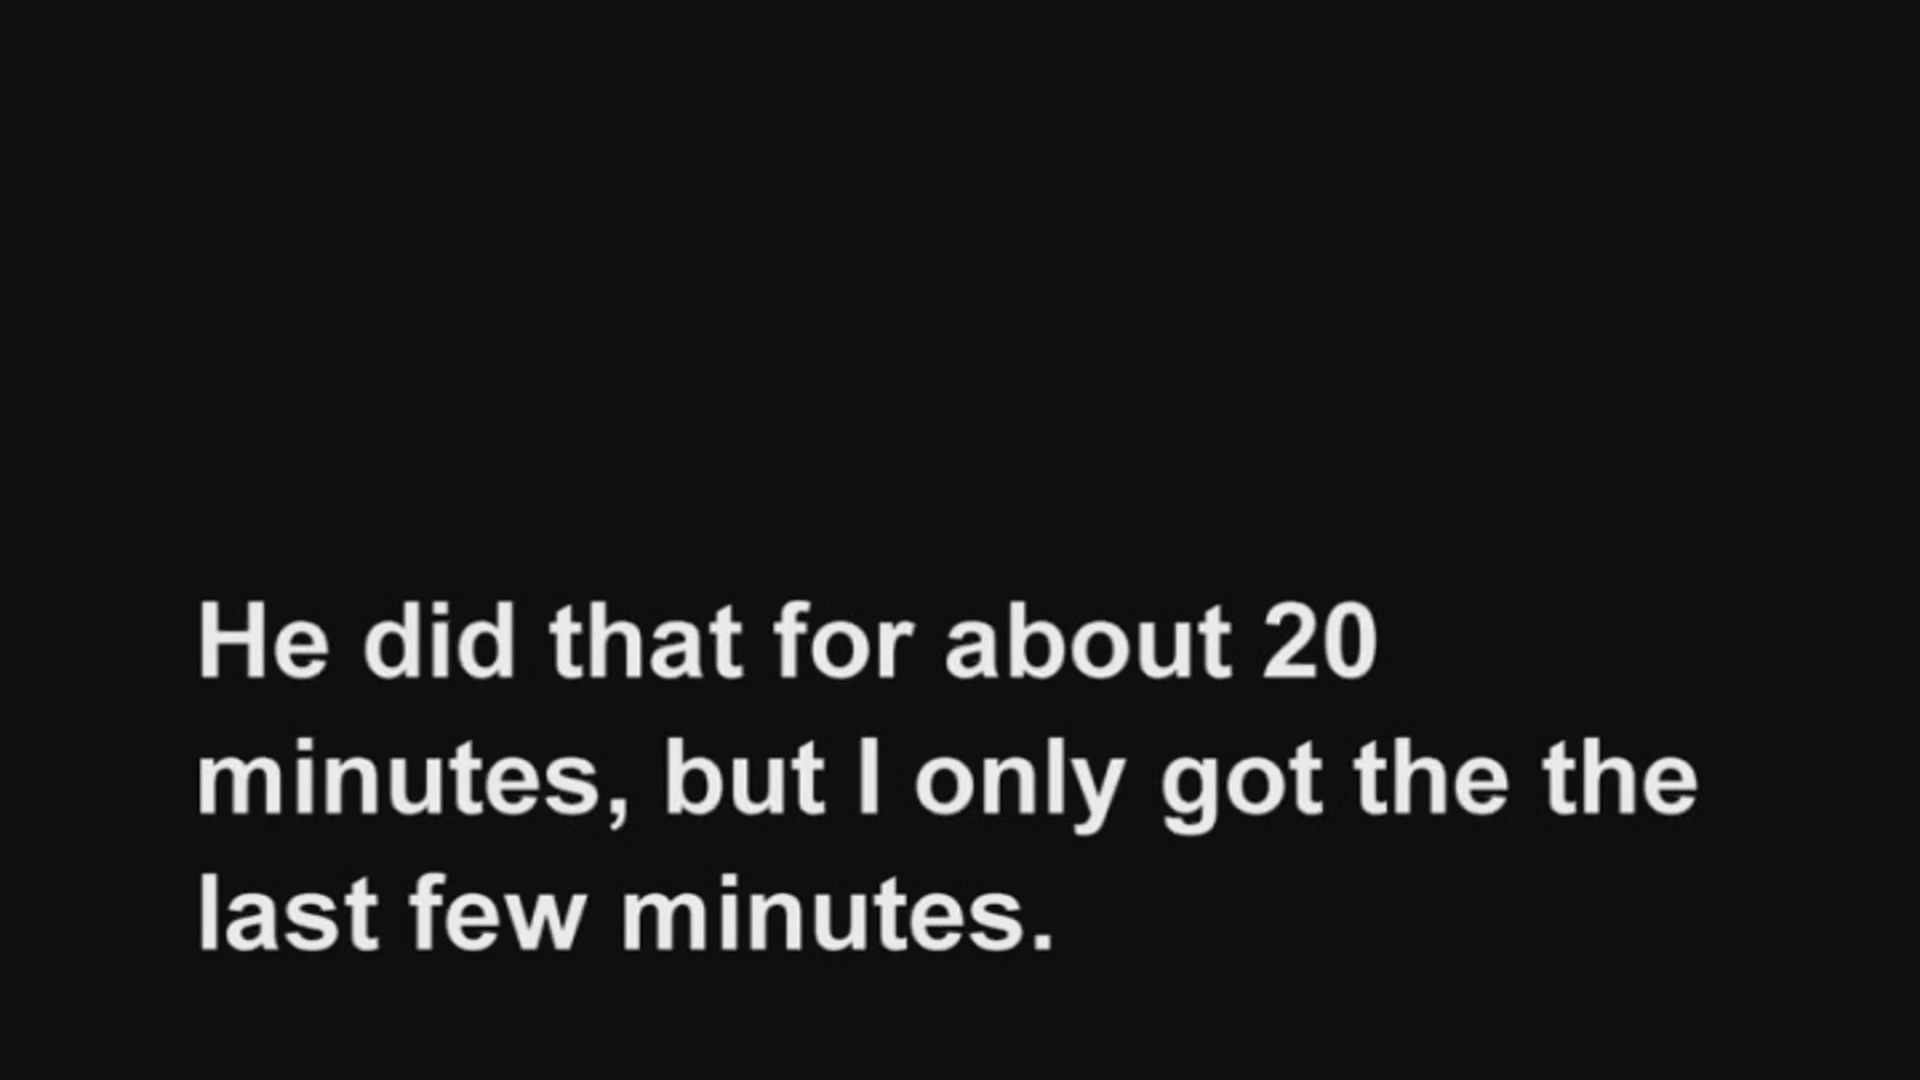 He did that for about 20
minutes, but I only got the the
last few minutes.